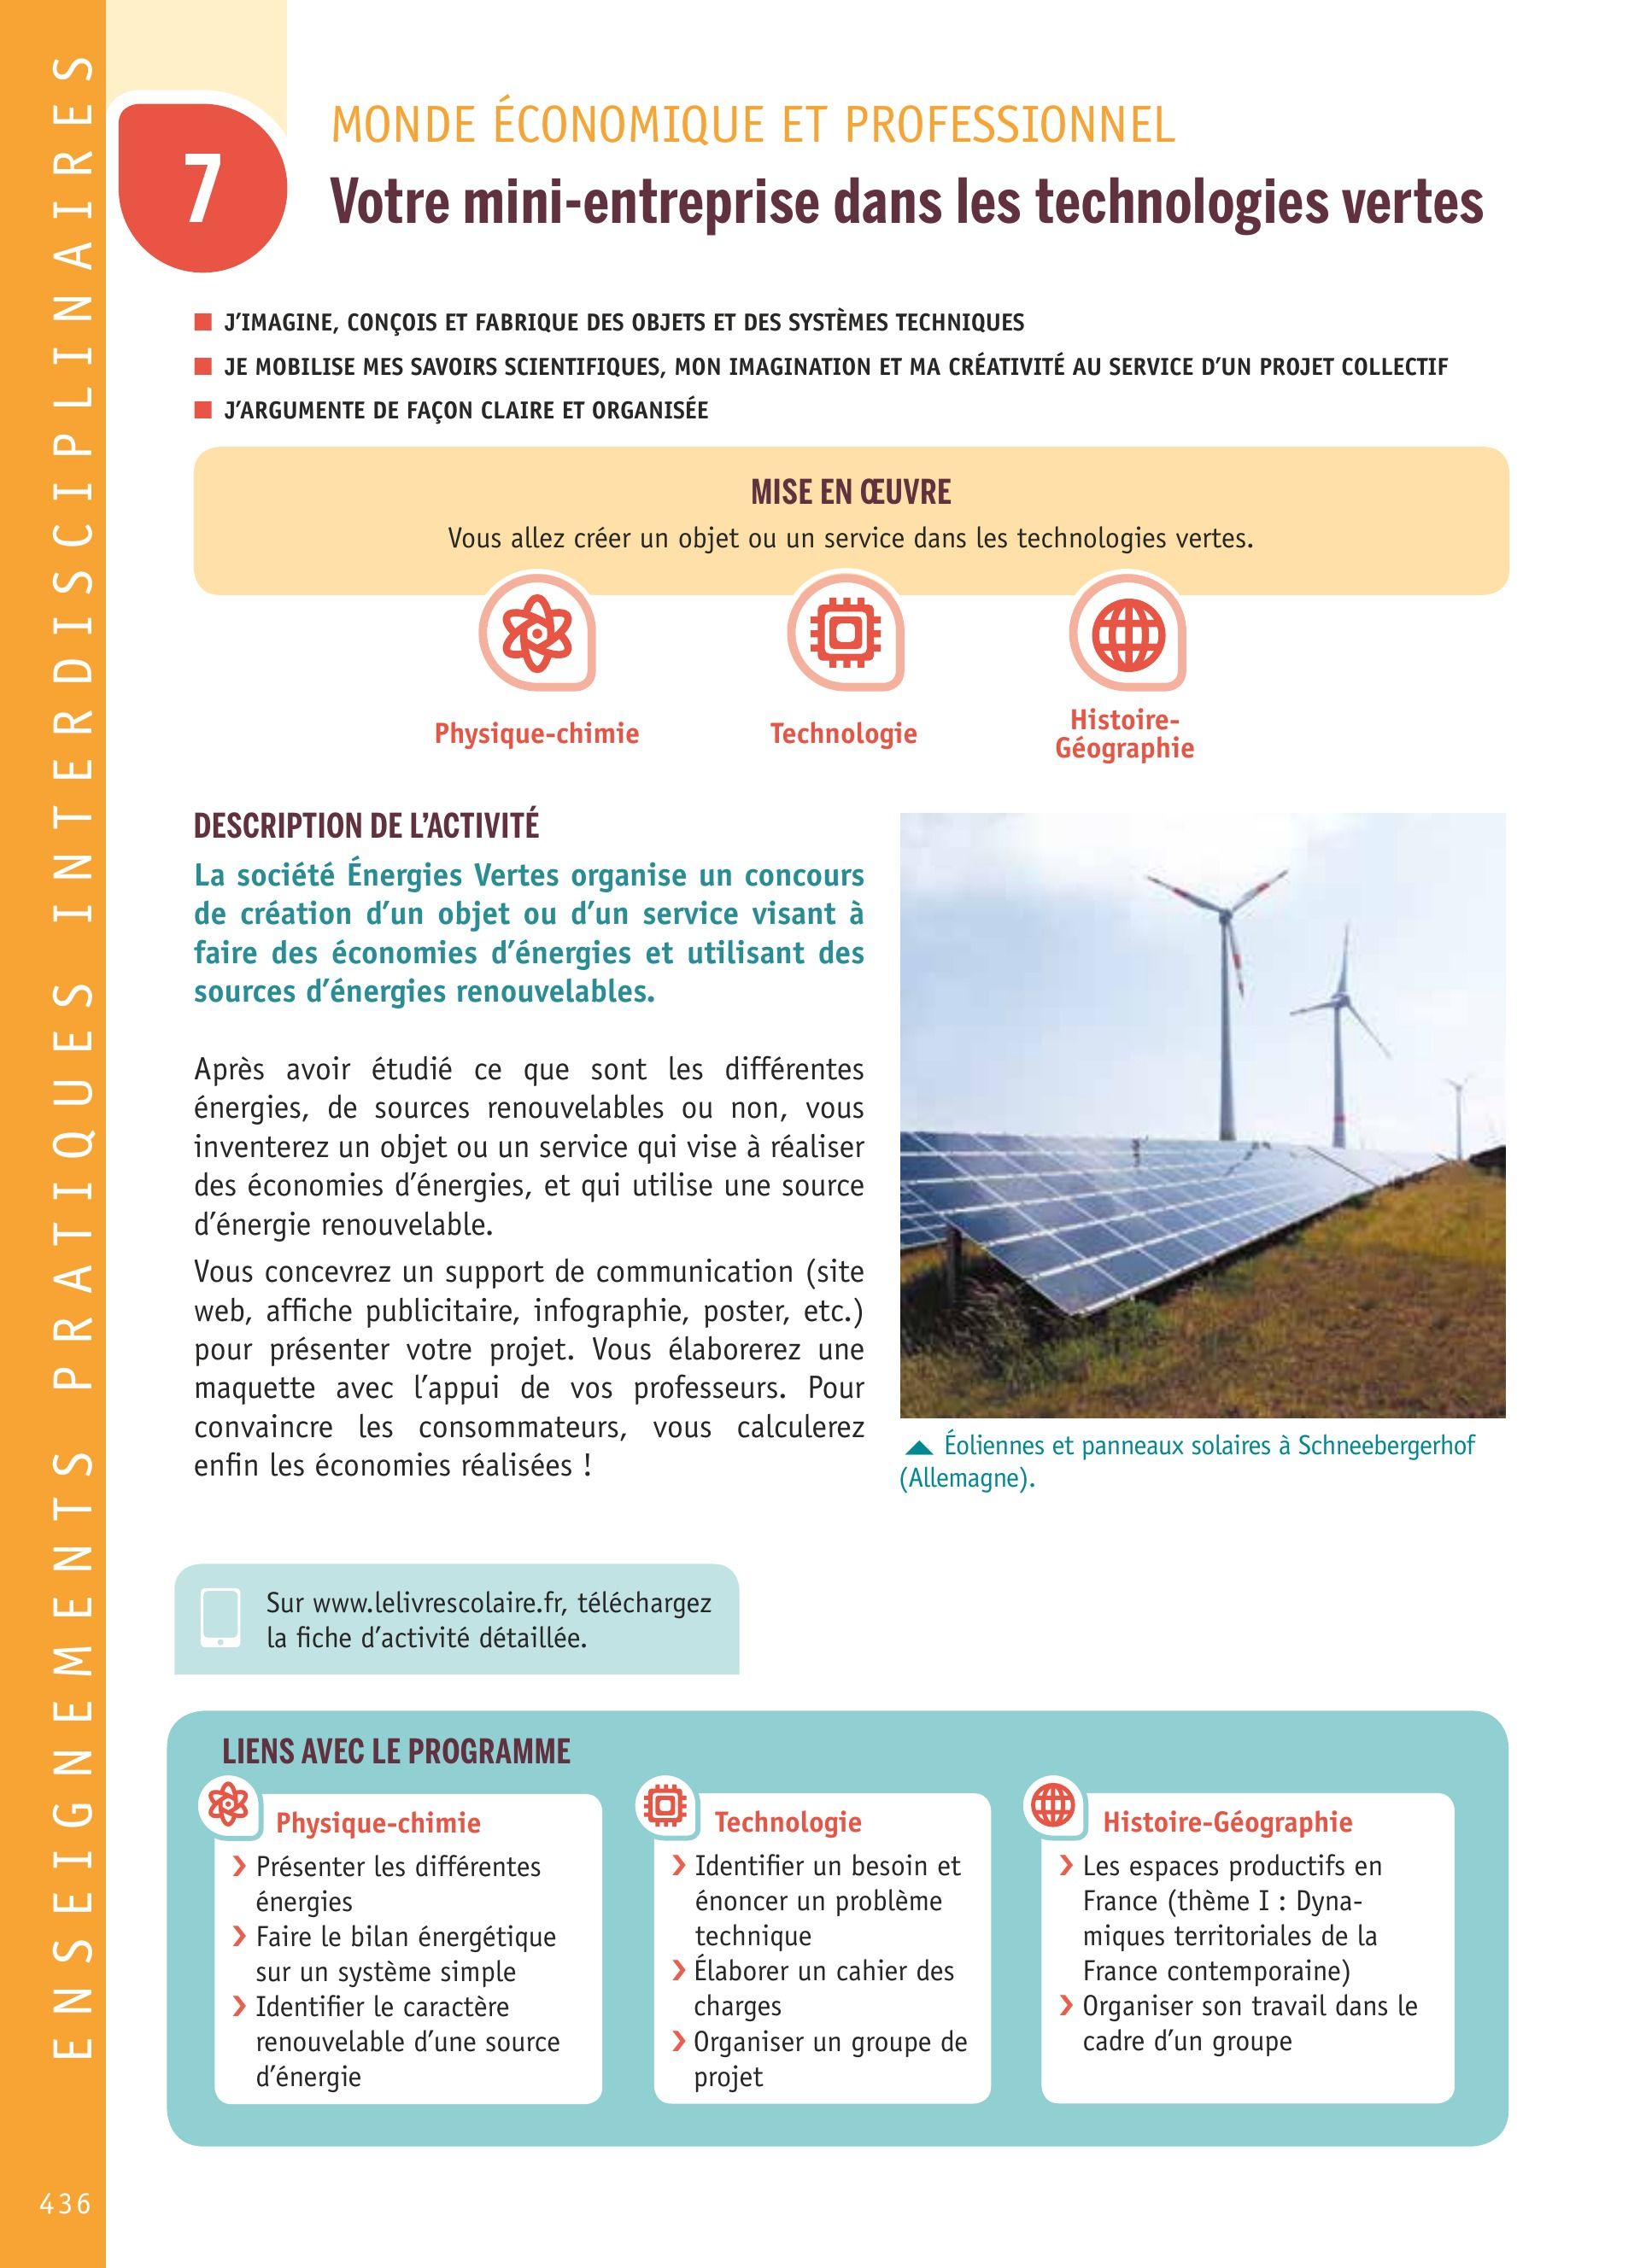 ENSEIGNEMENTS PRATIQUES INTERDISCIPLINAIRES
7
MONDE ÉCONOMIQUE ET PROFESSIONNEL
Votre mini-entreprise dans les technologies vertes
J’IMAGINE, CONÇOIS ET FABRIQUE DES OBJETS ET DES SYSTÈMES TECHNIQUES
JE MOBILISE MES SAVOIRS SCIENTIFIQUES, MON IMAGINATION ET MA CRÉATIVITÉ AU SERVICE D’UN PROJET COLLECTIF
J’ARGUMENTE DE FAÇON CLAIRE ET ORGANISÉE
MISE EN ŒUVRE
Vous allez créer un objet ou un service dans les technologies vertes.
Physique-chimie
Technologie
Histoire-
Géographie
DESCRIPTION DE L’ACTIVITÉ
La société Énergies Vertes organise un concours
de création d’un objet ou d’un service visant à
faire des économies d’énergies et utilisant des
sources d’énergies renouvelables.
Après avoir étudié ce que sont les différentes
énergies, de sources renouvelables ou non, vous
inventerez un objet ou un service qui vise à réaliser
des économies d’énergies, et qui utilise une source
d’énergie renouvelable.
Vous concevrez un support de communication (site
web, affiche publicitaire, infographie, poster, etc.)
pour présenter votre projet. Vous élaborerez une
maquette avec l’appui de vos professeurs. Pour
convaincre les consommateurs, vous calculerez
enfin les économies réalisées !
Éoliennes et panneaux solaires à Schneebergerhof
(Allemagne).
Sur www.lelivrescolaire.fr, téléchargez
la fiche d’activité détaillée.
LIENS AVEC LE PROGRAMME
Physique-chimie
Présenter les différentes
énergies
Faire le bilan énergétique
sur un système simple
Identifier le caractère
renouvelable d’une source
d’énergie
Technologie
Identifier un besoin et
énoncer un problème
technique
Élaborer un cahier des
charges
Organiser un groupe de
projet
Histoire-Géographie
Les espaces productifs en
France (thème I : Dyna-
miques territoriales de la
France contemporaine)
Organiser son travail dans le
cadre d’un groupe
436